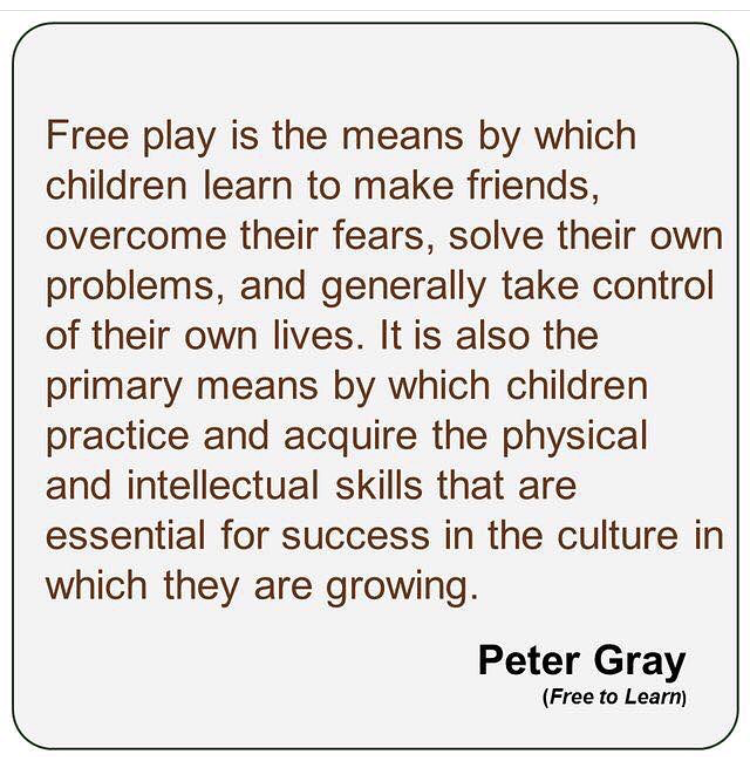 Free play is the means by which
children learn to make friends,
overcome their fears, solve their own
problems, and generally take control
of their own lives. It is also the
primary means by which children
practice and acquire the physical
and intellectual skills that are
essential for success in the culture in
which they are growing.
Peter Gray
(Free to Learn)